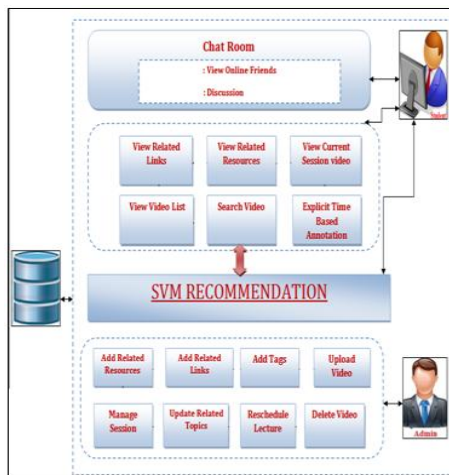 Chat Room
: View Online Friends
: Discussion
View Related
Links
View Related
Resources
View Current
Session video
View Video List
Search Video
Explicit Time
Based
Annotation
SVM RECOMMENDATION
Add Related
Resources
Add Related
Links
Add Tags
Upload
Video
Manage
Session
Update Related
Topics
Reschedule
Lecture
Delete Video
Admin